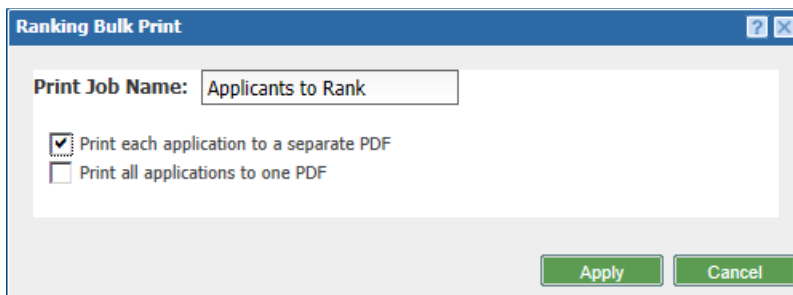 Ranking Bulk Print ?
Print Job Name: Applicants to Rank
Print each application to a separate PDF
Print all applications to one PDF
Apply Cancel